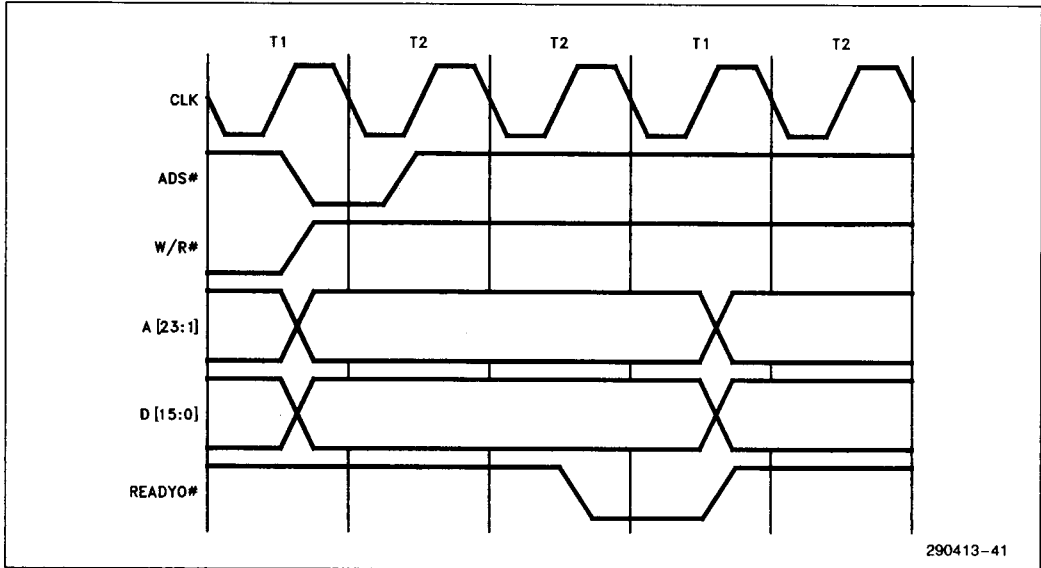 T1 T2 T2 T1 T2
CLK
ADS#
W/R#
A [23:1]
D [15:0]
READYO#
290413-41